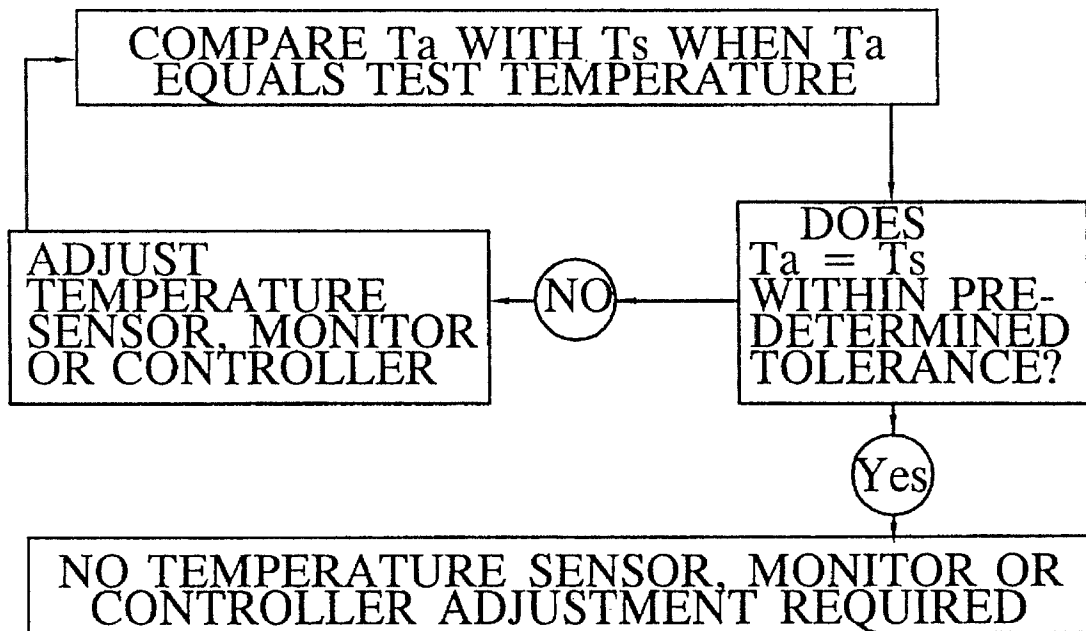 COMPARE Ta WITH Ts WHEN Ta
EQUALS TEST TEMPERATURE
DOES
Ta = Ts
WITHIN PRE-
DETERMINED
TOLERANCE?
NO
ADJUST
TEMPERATURE
SENSOR, MONITOR
OR CONTROLLER
Yes
NO TEMPERATURE SENSOR, MONITOR OR
CONTROLLER ADJUSTMENT REQUIRED